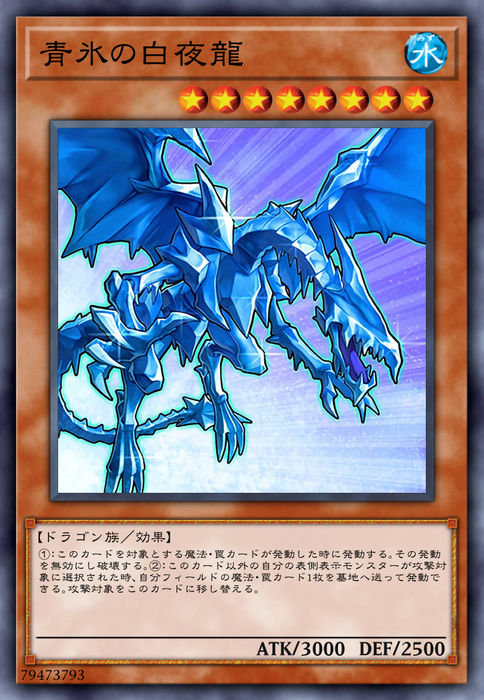 青氷の白夜龍
みず
水
【ドラゴン族／効果】
①:このカードを対象とする魔法・罠カードが発動した時に発動する。その発動
を無効にし破壊する。②:このカード以外の自分の表側表示モンスターが攻撃対
象に選択された時、自分フィールドの魔法・罠カード1枚を墓地へ送って発動で
きる。攻撃対象をこのカードに移し替える。
ATK/3000 DEF/2500
79473793